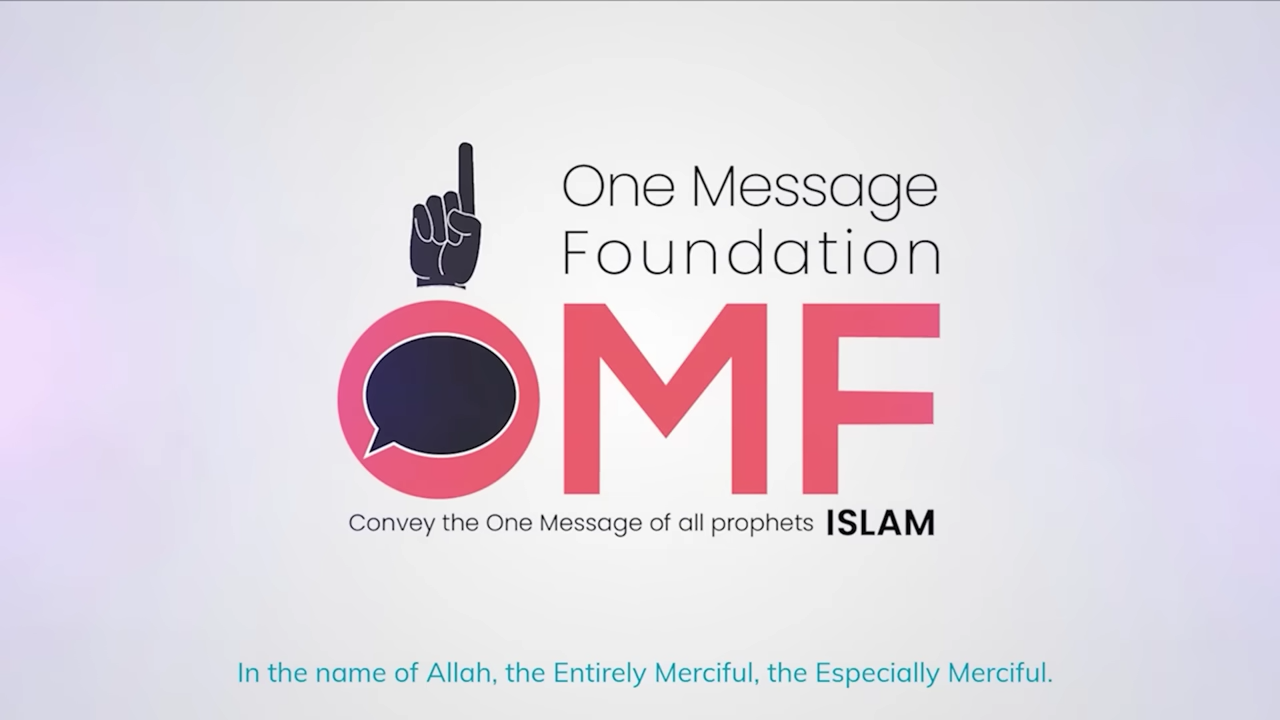 One Message
Foundation
OMF
Convey the One Message of all prophets ISLAM
In the name of Allah, the Entirely Merciful, the Especially Merciful.